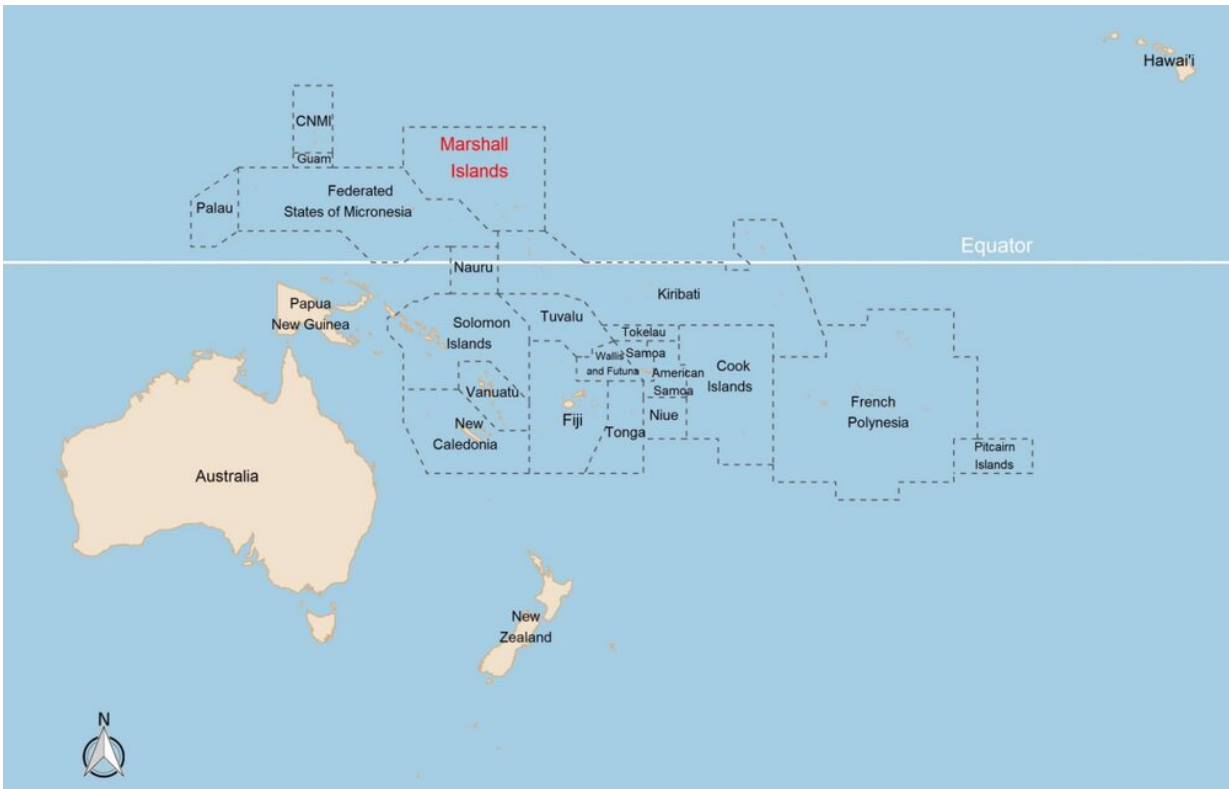 Hawai'i
CNMI
Guam
Marshall
Islands
Palau
Federated
States of Micronesia
Equator
Nauru
Kiribati
Papua
New Guinea
Solomon
Islands
Tuvalu
Tokelau
Wallis
and Futuna
Samoa
American
Samoa
Cook
Islands
Vanuatu
New
Caledonia
Fiji
Tonga
Niue
French
Polynesia
Pitcairn
Islands
Australia
New
Zealand
N